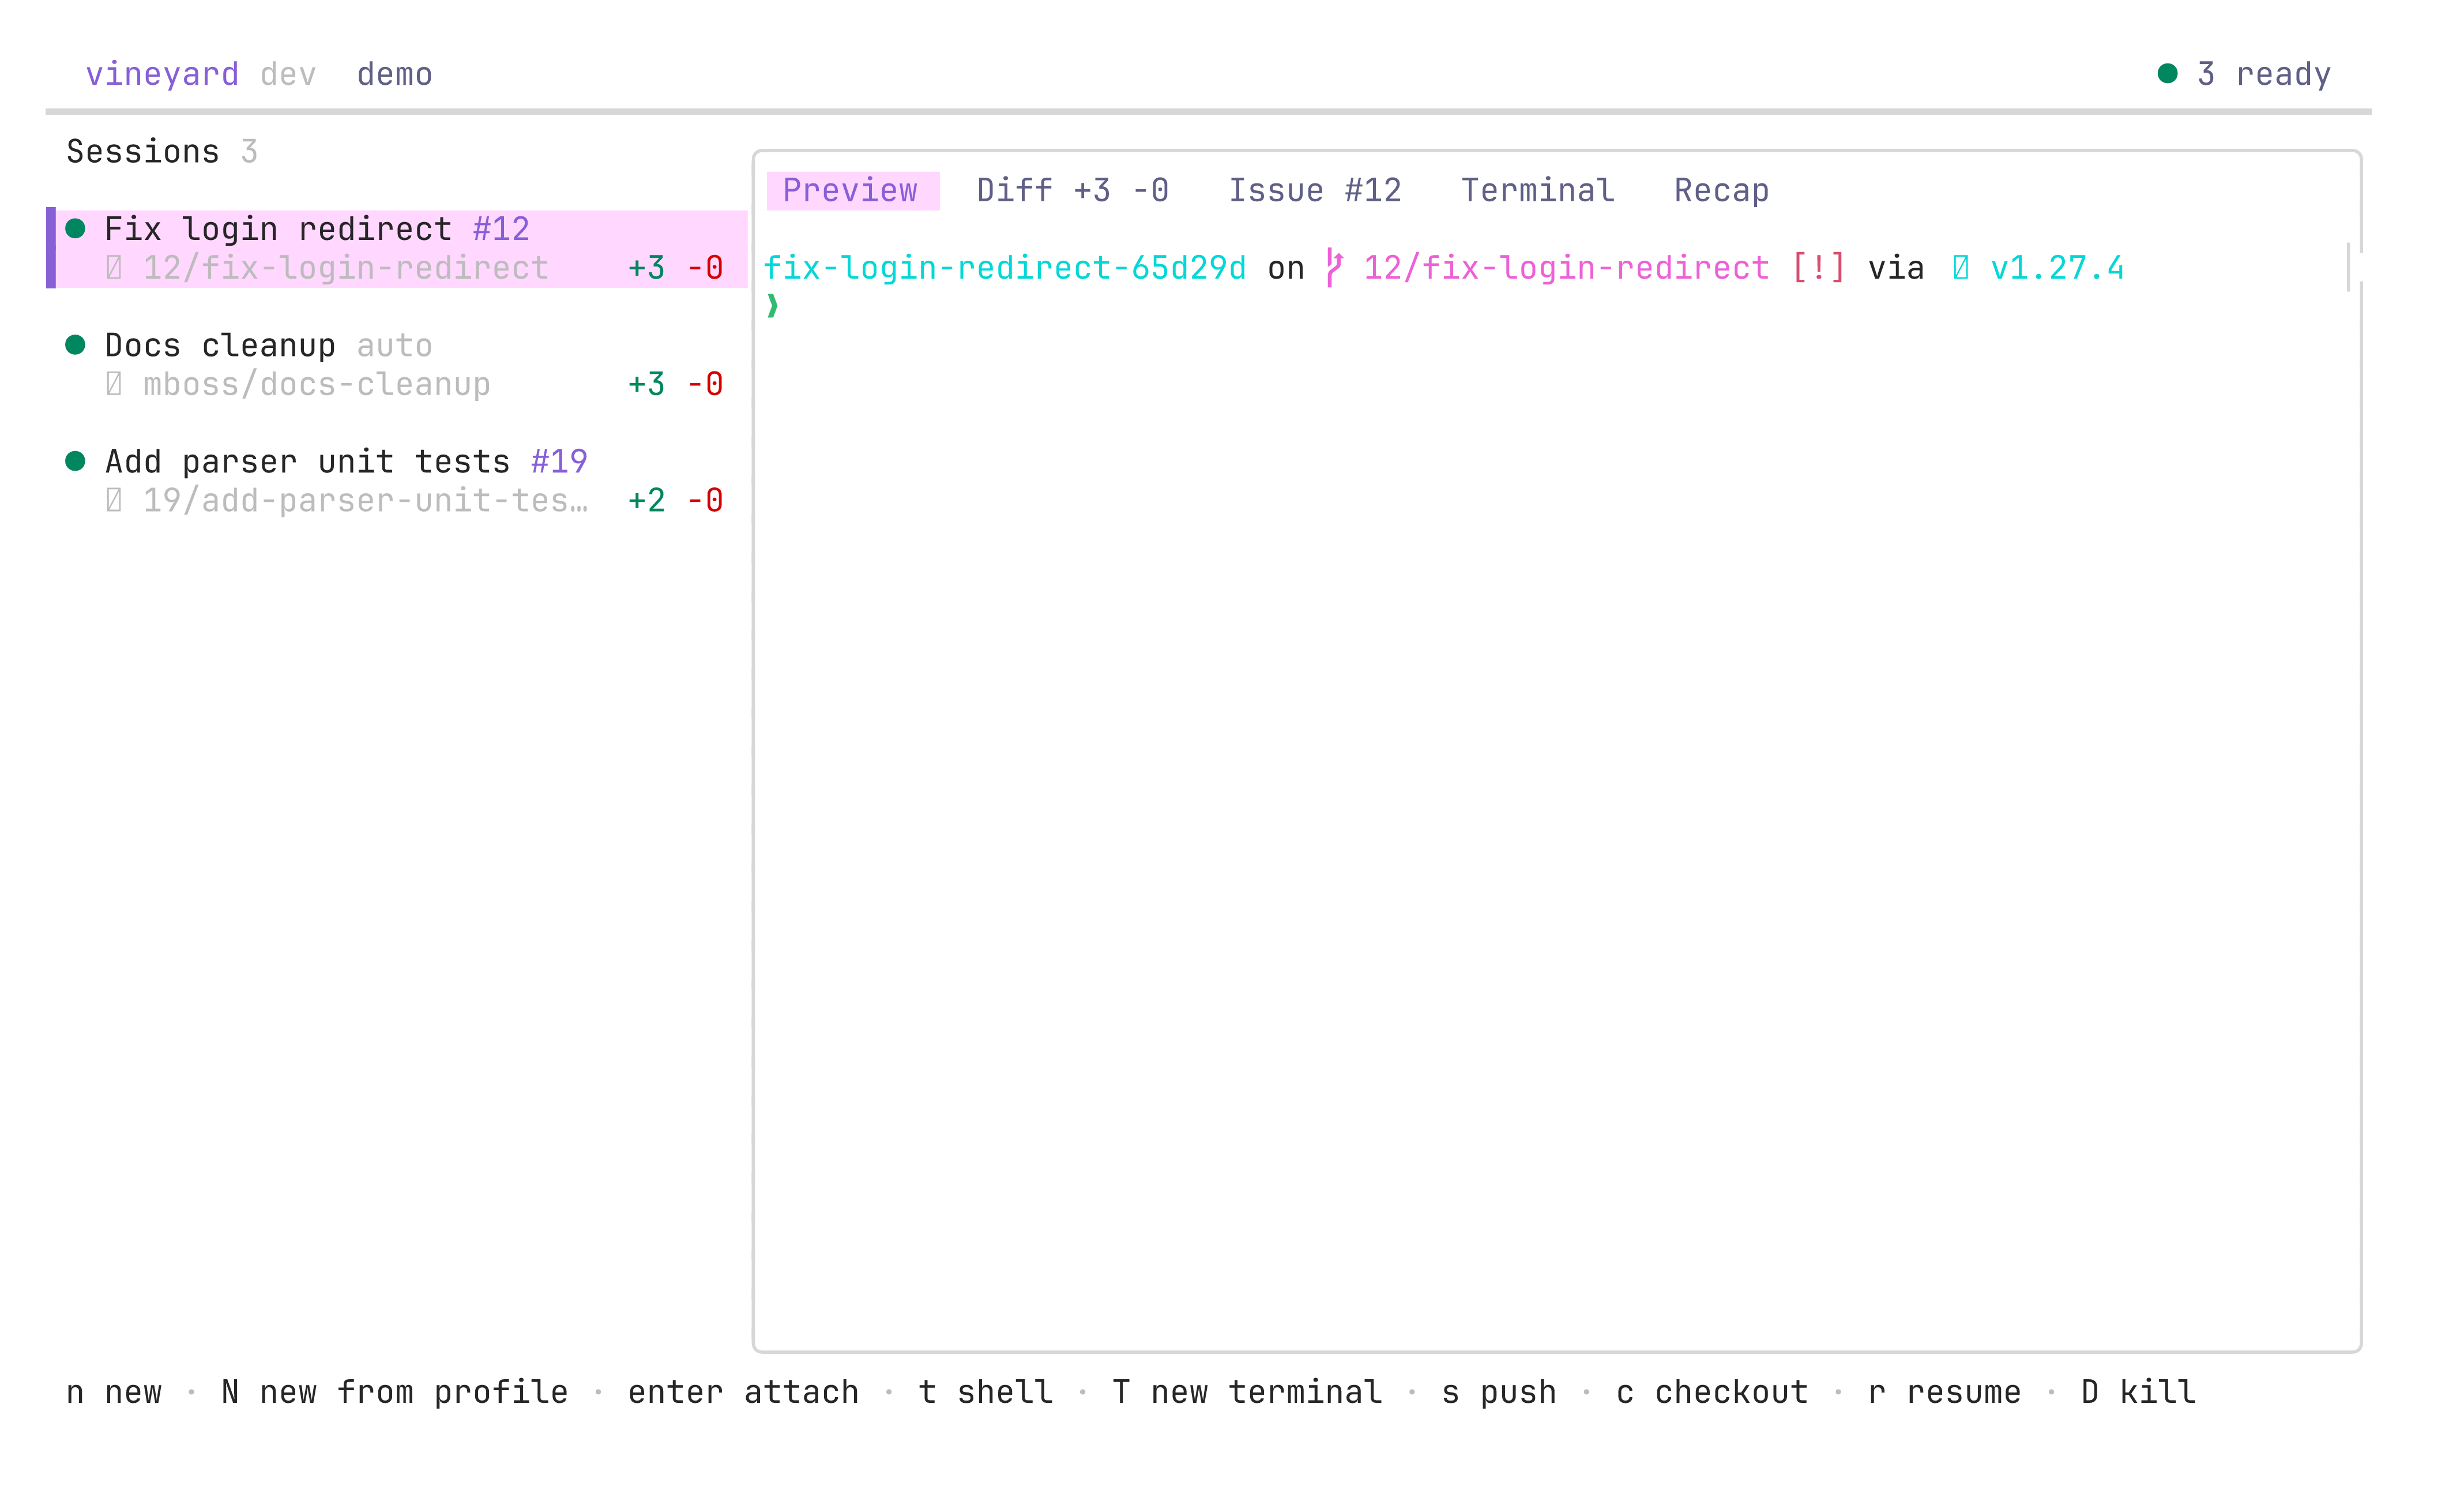 vineyard dev demo ● 3 ready
Sessions 3
Preview Diff +3 -0 Issue #12 Terminal Recap
● Fix login redirect #12
12/fix-login-redirect +3 -0
fix-login-redirect-65d29d on 12/fix-login-redirect [!] via v1.27.4
❯
● Docs cleanup auto
mboss/docs-cleanup +3 -0
● Add parser unit tests #19
19/add-parser-unit-tes… +2 -0
n new · N new from profile · enter attach · t shell · T new terminal · s push · c checkout · r resume · D kill